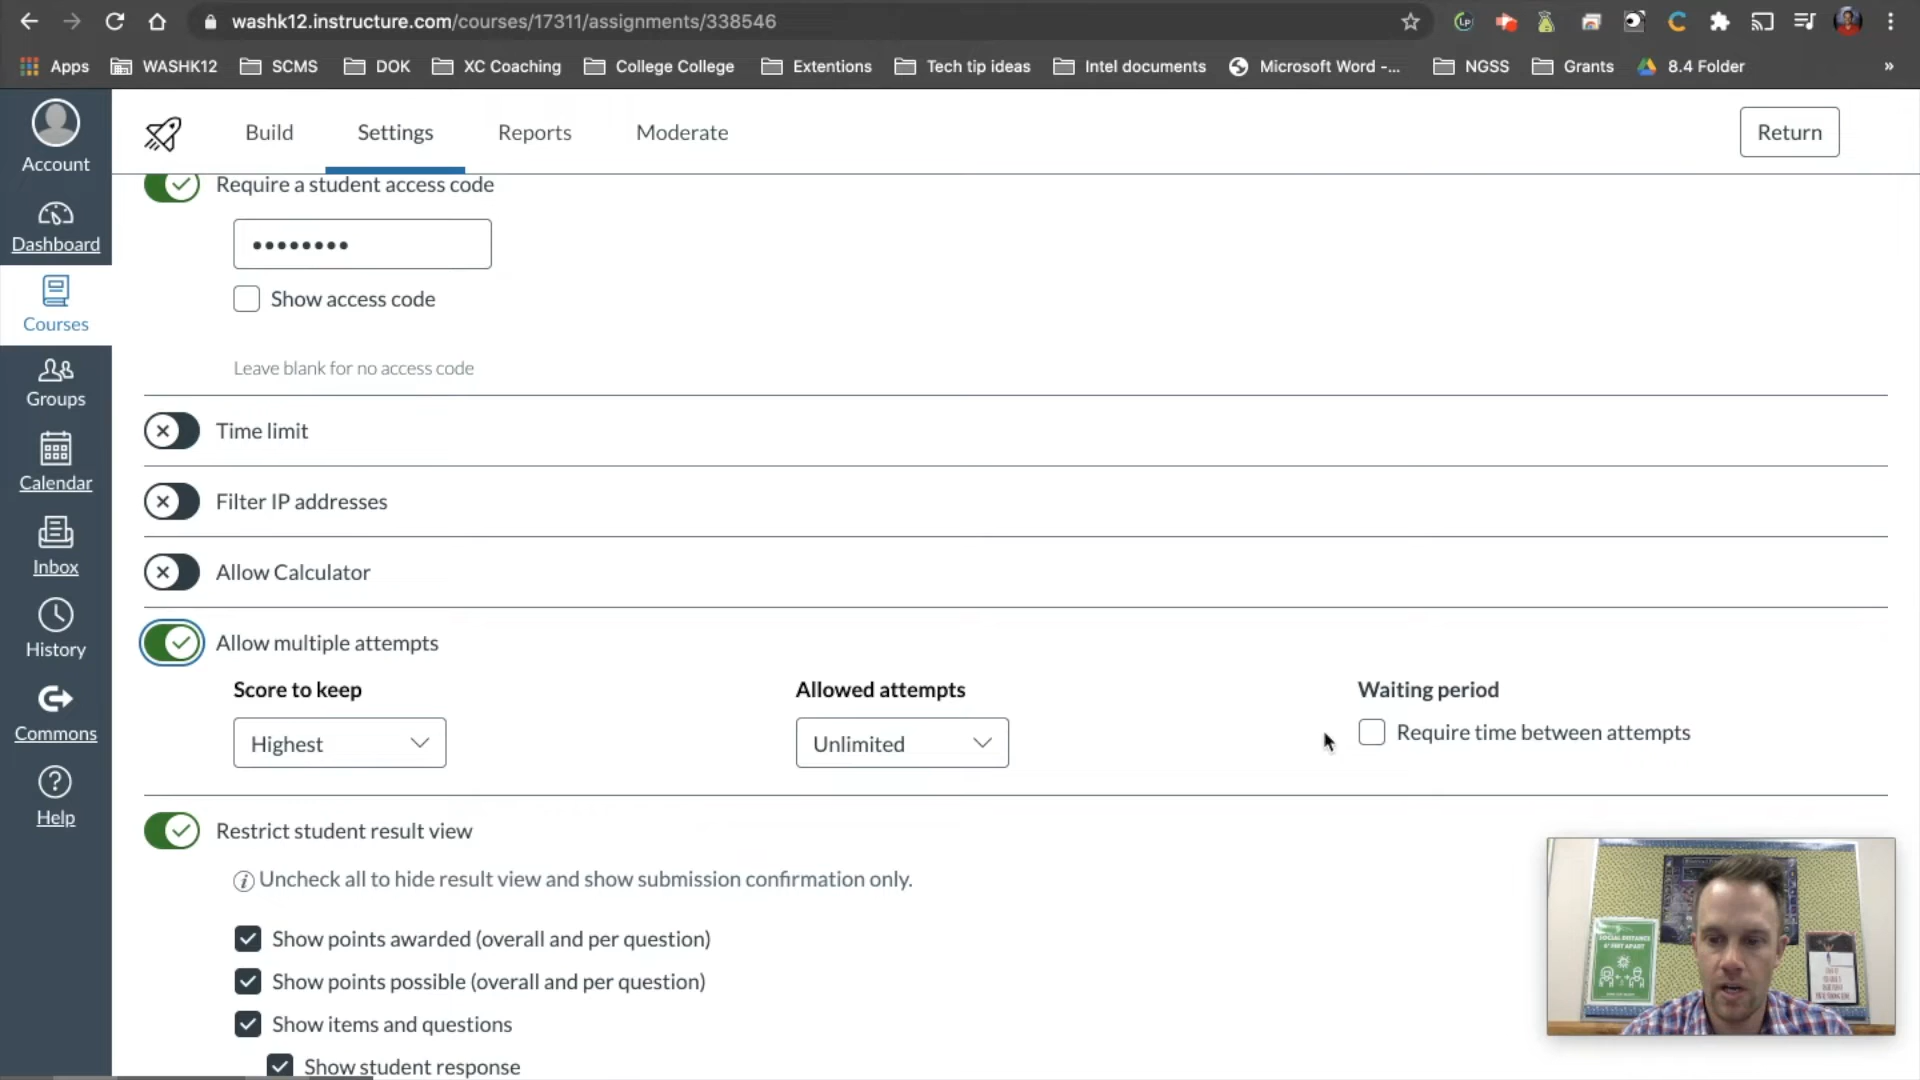 washk12.instructure.com/courses/17311/assignments/338546
Apps WASHK12 SCMS DOK XC Coaching College College Extentions Tech tip ideas Intel documents Microsoft Word -... NGSS Grants 8.4 Folder »
Account
Dashboard
Courses
Groups
Calendar
Inbox
History
Commons
Help
Build Settings Reports Moderate Return
Require a student access code
••••••••
Show access code
Leave blank for no access code
Time limit
Filter IP addresses
Allow Calculator
Allow multiple attempts
Score to keep Allowed attempts Waiting period
Highest Unlimited Require time between attempts
Restrict student result view
Uncheck all to hide result view and show submission confirmation only.
Show points awarded (overall and per question)
Show points possible (overall and per question)
Show items and questions
Show student response
SOCIAL DISTANCE
6 FEET APART